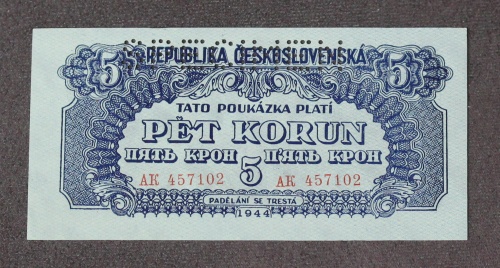 5 REPUBLIKA ČESKOSLOVENSKÁ 5
TATO POUKÁZKA PLATÍ
PĚT KORUN
ПЯТЬ КРОН 5 П'ЯТЬ КРОН
AK 457102 AK 457102
PADĚLÁNÍ SE TRESTÁ
1944